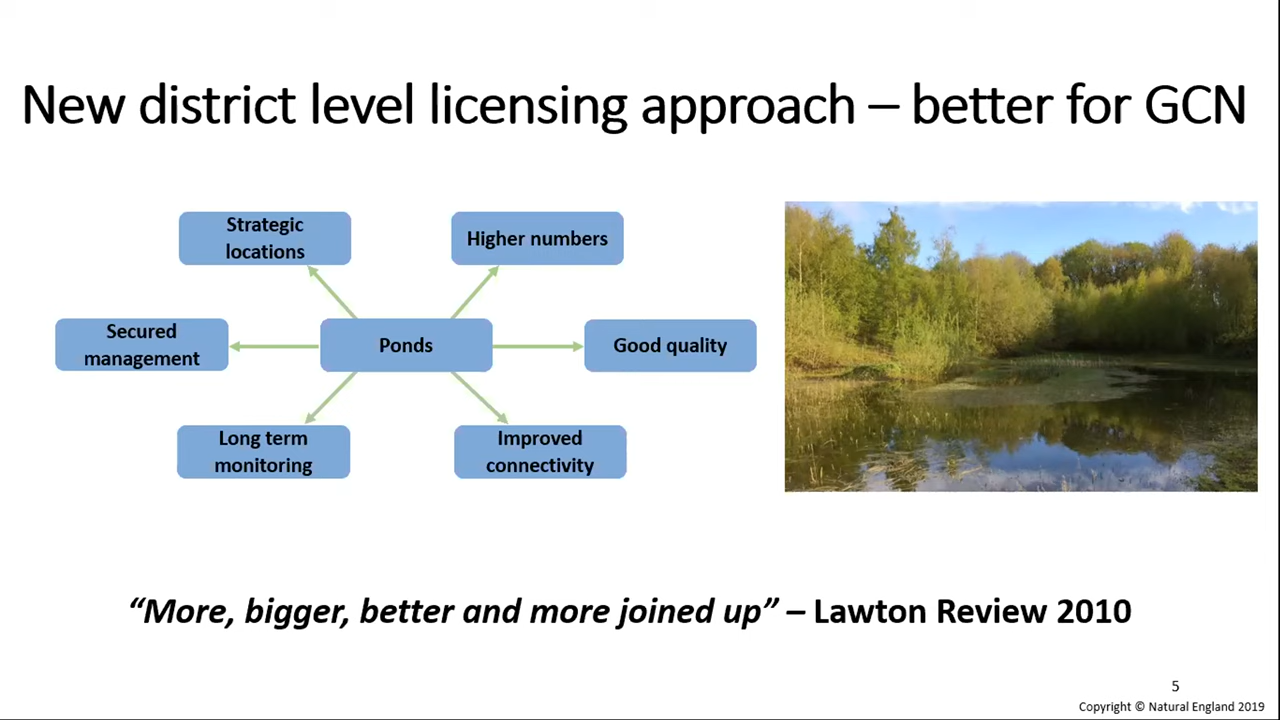 New district level licensing approach – better for GCN
Strategic
locations
Higher numbers
Secured
management
Ponds
Good quality
Long term
monitoring
Improved
connectivity
“More, bigger, better and more joined up” – Lawton Review 2010
5
Copyright © Natural England 2019